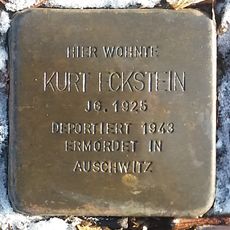 HIER WOHNTE
KURT ECKSTEIN
JG. 1925
DEPORTIERT 1943
ERMORDET IN
AUSCHWITZ